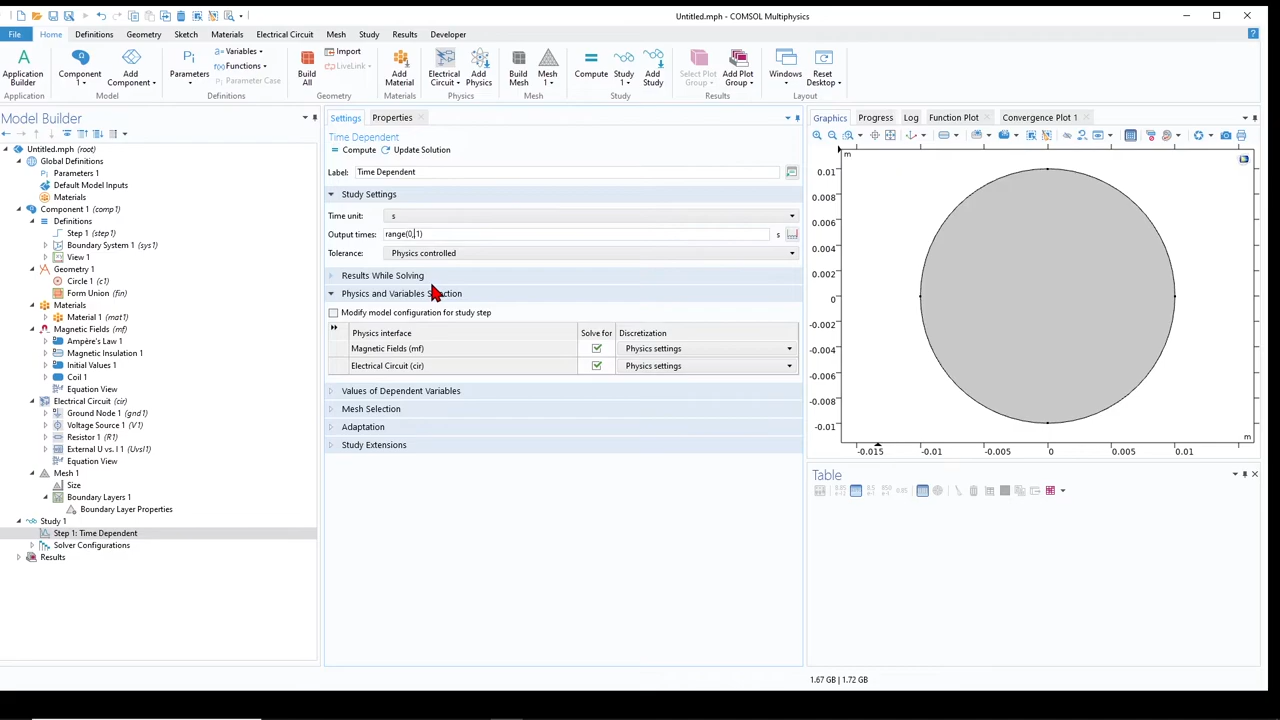 Untitled.mph - COMSOL Multiphysics
File Home Definitions Geometry Sketch Materials Electrical Circuit Mesh Study Results Developer
Application Builder
Application
Component 1
Add Component
Model
Parameters
a= Variables
f(x) Functions
Pi Parameter Case
Definitions
Build All
Import
LiveLink
Geometry
Add Material
Materials
Electrical Circuit
Add Physics
Physics
Build Mesh
Mesh 1
Mesh
Compute
Study 1
Add Study
Study
Select Plot Group
Add Plot Group
Results
Windows
Reset Desktop
Layout
Model Builder
Untitled.mph (root)
Global Definitions
Parameters 1
Default Model Inputs
Materials
Component 1 (comp1)
Definitions
Step 1 (step1)
Boundary System 1 (sys1)
View 1
Geometry 1
Circle 1 (c1)
Form Union (fin)
Materials
Material 1 (mat1)
Magnetic Fields (mf)
Ampère's Law 1
Magnetic Insulation 1
Initial Values 1
Coil 1
Equation View
Electrical Circuit (cir)
Ground Node 1 (gnd1)
Voltage Source 1 (V1)
Resistor 1 (R1)
External U vs. I 1 (UvsI1)
Equation View
Mesh 1
Size
Boundary Layers 1
Boundary Layer Properties
Study 1
Step 1: Time Dependent
Solver Configurations
Results
Settings Properties
Time Dependent
= Compute Update Solution
Label: Time Dependent
Study Settings
Time unit: s
Output times: range(0,1) s
Tolerance: Physics controlled
Results While Solving
Physics and Variables Selection
Modify model configuration for study step
Physics interface Solve for Discretization
Magnetic Fields (mf) Physics settings
Electrical Circuit (cir) Physics settings
Values of Dependent Variables
Mesh Selection
Adaptation
Study Extensions
Graphics Progress Log Function Plot Convergence Plot 1
m
0.01
0.008
0.006
0.004
0.002
0
-0.002
-0.004
-0.006
-0.008
-0.01
m
-0.015 -0.01 -0.005 0 0.005 0.01
Table
1.67 GB | 1.72 GB